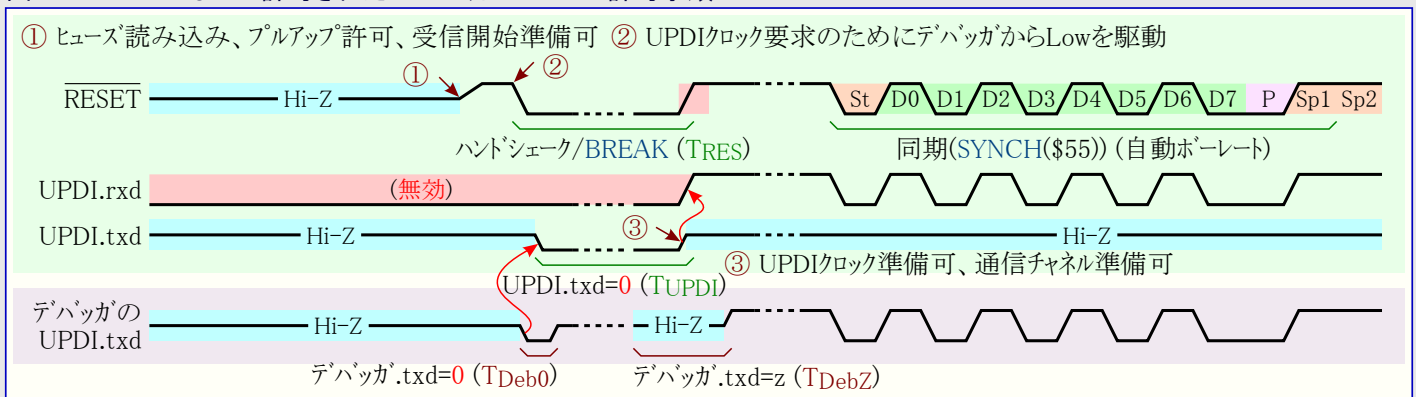 ① ヒューズ読み込み、プルアップ許可、受信開始準備可 ② UPDIクロック要求のためにデバッガからLowを駆動
① ②
RESET Hi-Z St D0 D1 D2 D3 D4 D5 D6 D7 P Sp1 Sp2
ハンドシェーク/BREAK (TRES) 同期(SYNCH($55)) (自動ボーレート)
UPDI.rxd (無効)
UPDI.txd Hi-Z ③ Hi-Z
③ UPDIクロック準備可、通信チャネル準備可
UPDI.txd=0 (TUPDI)
デバッガの
UPDI.txd Hi-Z Hi-Z
デバッガ.txd=0 (TDeb0) デバッガ.txd=z (TDebZ)